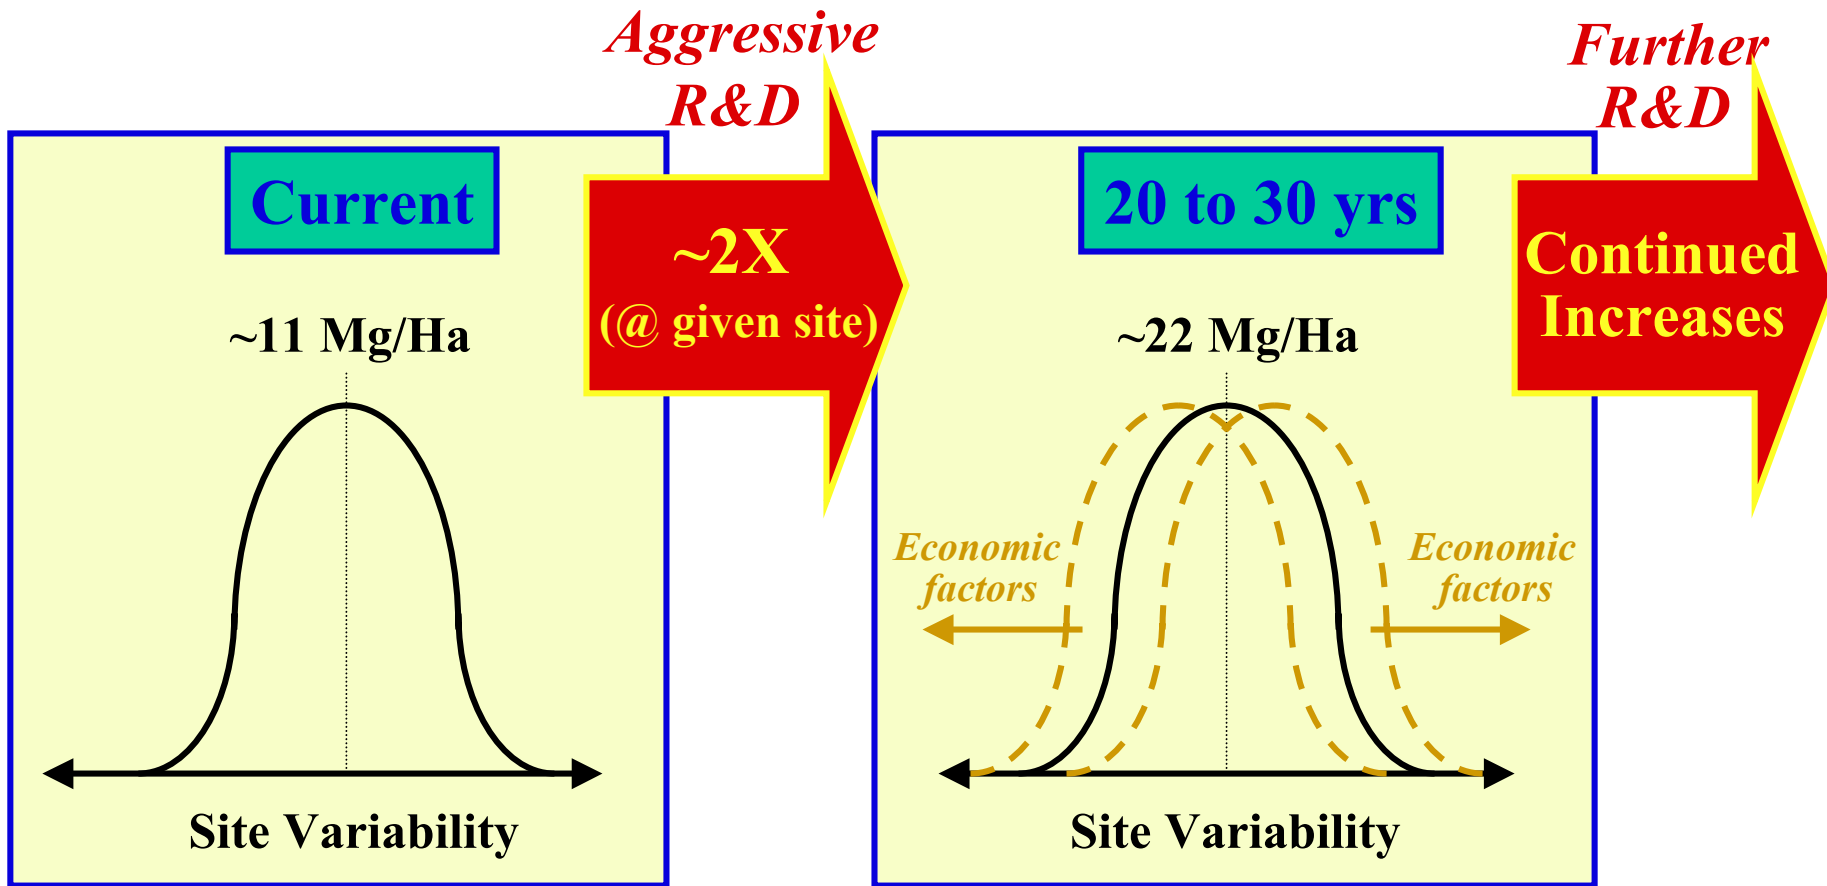 Aggressive
R&D
Further
R&D
Current
~2X
(@ given site)
20 to 30 yrs
Continued
Increases
~11 Mg/Ha
~22 Mg/Ha
Economic
factors
Economic
factors
Site Variability
Site Variability